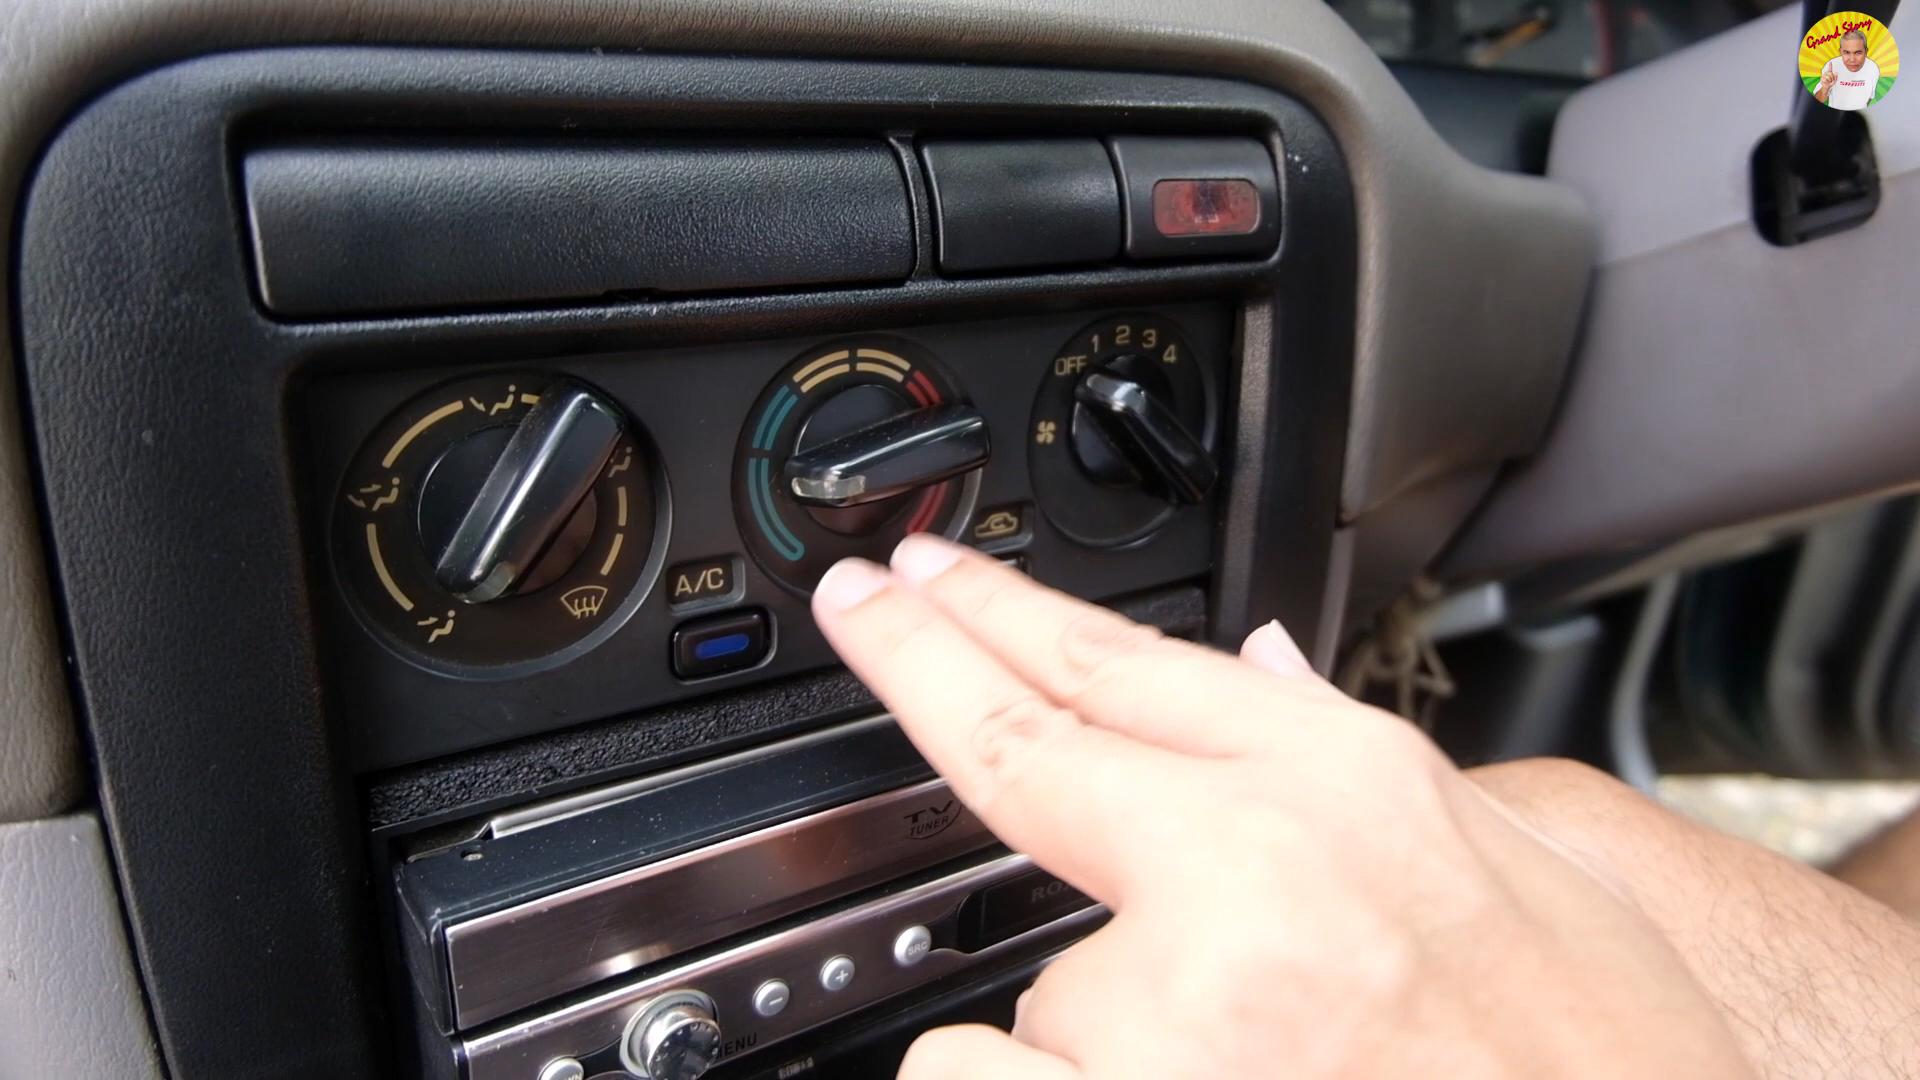 Grand Story
OFF 1 2 3 4
A/C
TV
TUNER
SRC
MENU